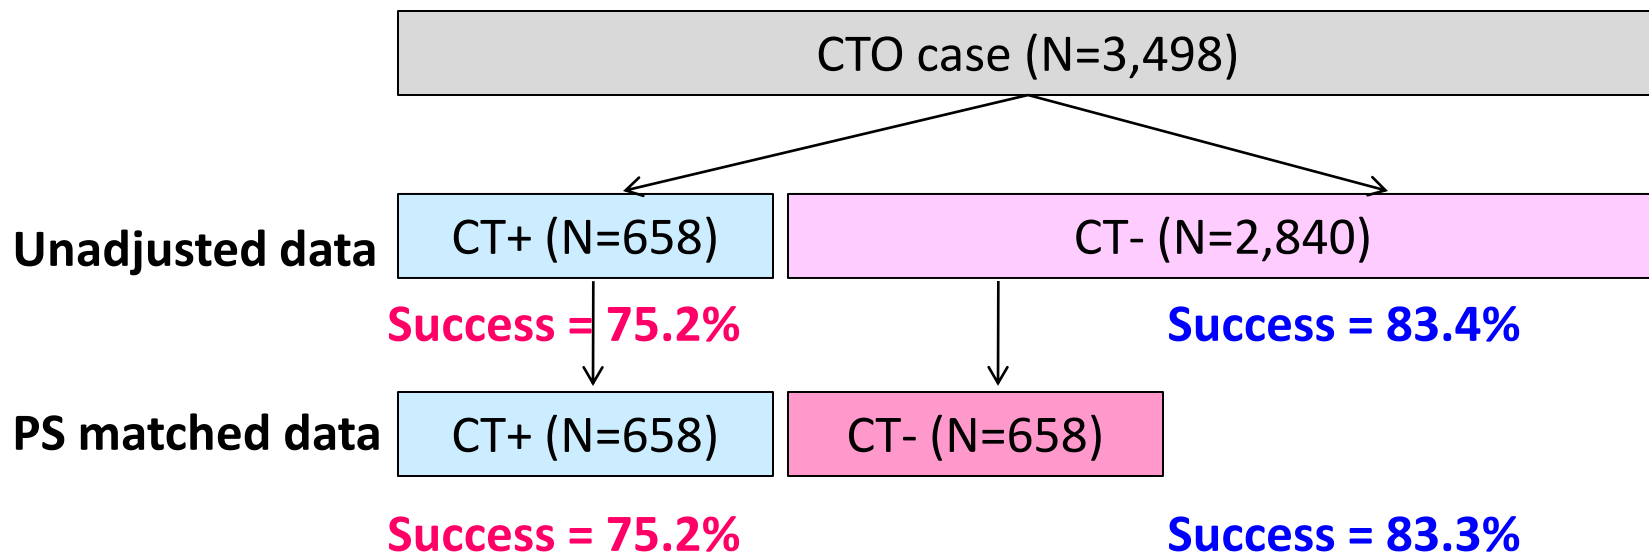 CTO case (N=3,498)
Unadjusted data
CT+ (N=658)
CT- (N=2,840)
Success = 75.2%
Success = 83.4%
PS matched data
CT+ (N=658)
CT- (N=658)
Success = 75.2%
Success = 83.3%